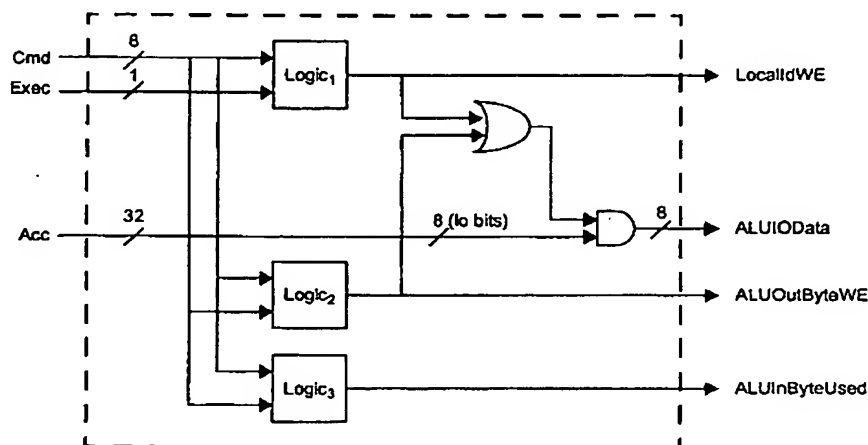 8
Cmd
Logic1
LocalIdWE
Exec
1
32
8 (lo bits)
8
Acc
ALUIOData
Logic2
ALUOutByteWE
Logic3
ALUInByteUsed